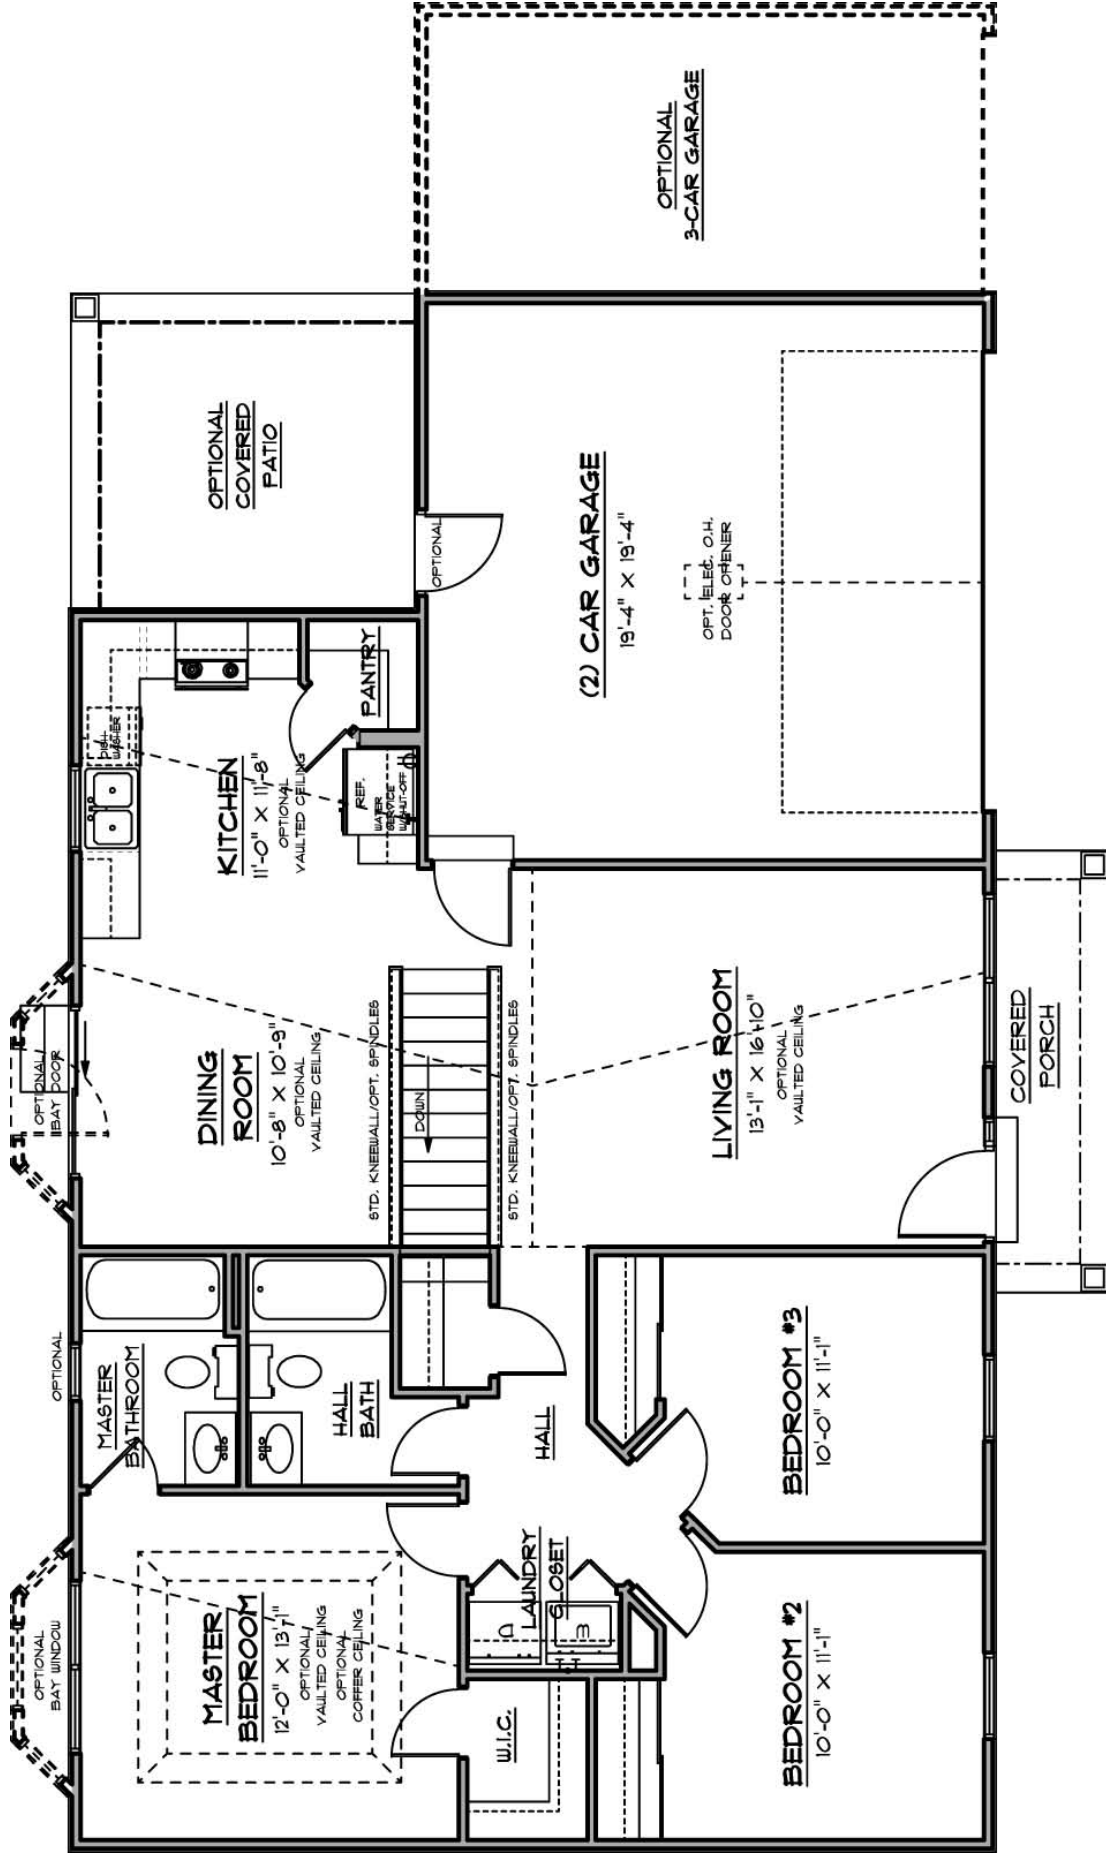 OPTIONAL
BAY WINDOW
MASTER
BEDROOM
12'-0" X 13'-1"
OPTIONAL
VAULTED CEILING
OPTIONAL
COFFER CEILING
W.I.C.
BEDROOM #2
10'-0" X 11'-1"
OPTIONAL
MASTER
BATHROOM
HALL
BATH
LAUNDRY
CLOSET
D
W
HALL
BEDROOM #3
10'-0" X 11'-1"
OPTIONAL
BAY DOOR
DINING
ROOM
10'-8" X 10'-9"
OPTIONAL
VAULTED CEILING
STD. KNEEWALL/OPT. SPINDLES
DOWN
STD. KNEEWALL/OPT. SPINDLES
LIVING ROOM
13'-1" X 16'-10"
OPTIONAL
VAULTED CEILING
COVERED
PORCH
DISH
WASHER
KITCHEN
11'-0" X 11'-8"
OPTIONAL
VAULTED CEILING
REF.
WATER
SERVICE
W/SHUT-OFF
PANTRY
OPTIONAL
COVERED
PATIO
OPTIONAL
(2) CAR GARAGE
19'-4" X 19'-4"
OPT. ELEC. O.H.
DOOR OPENER
OPTIONAL
3-CAR GARAGE